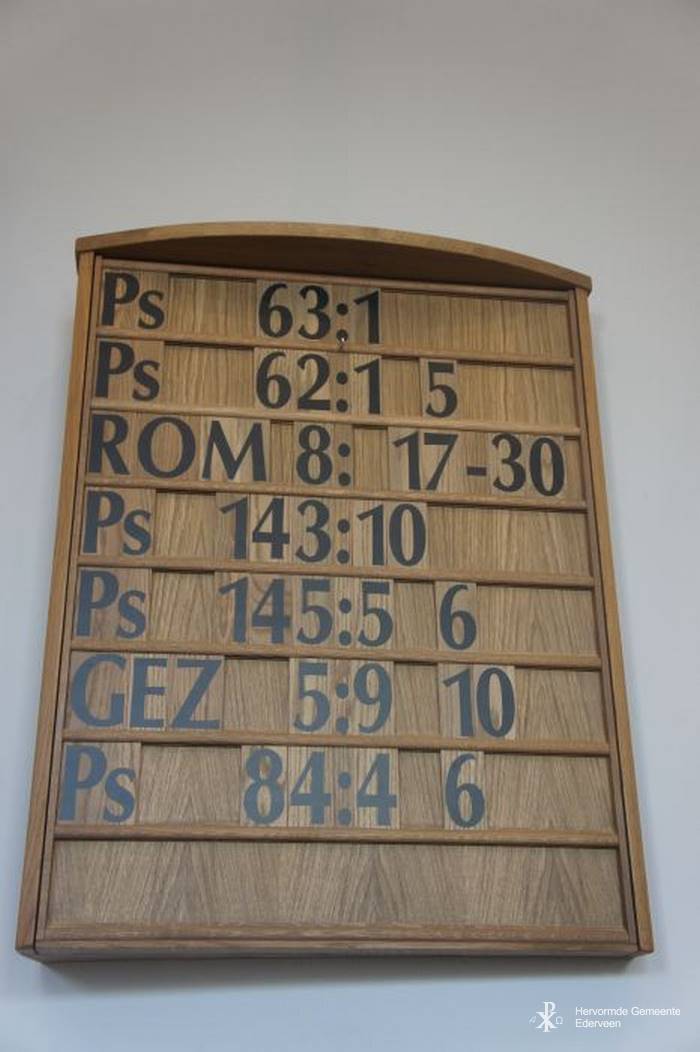 Ps 63:1
Ps 62:1 5
ROM 8: 17-30
Ps 143:10
Ps 145:5 6
GEZ 5:9 10
Ps 84:4 6
Hervormde Gemeente
Ederveen